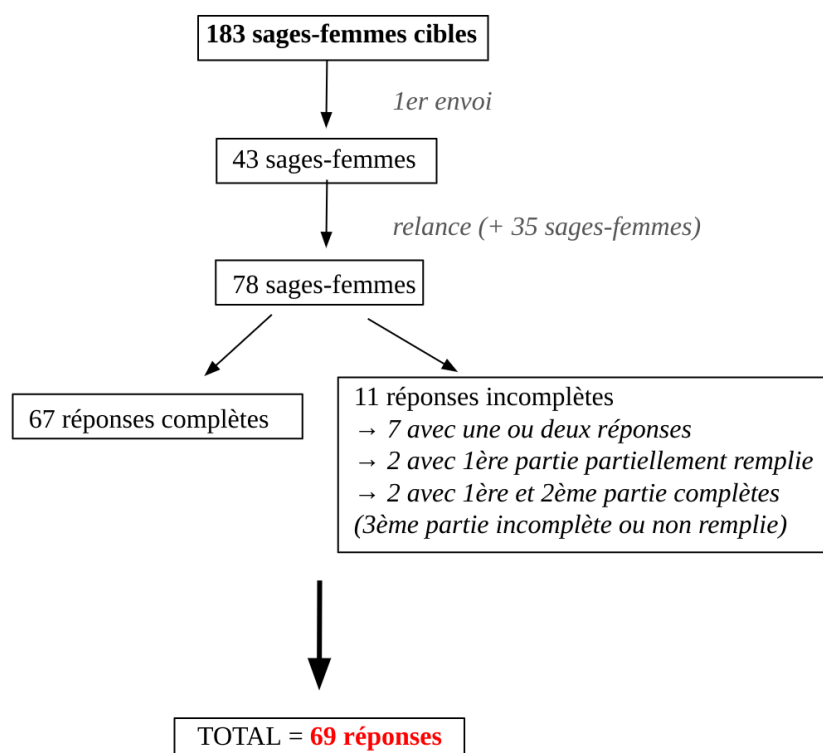 183 sages-femmes cibles
1er envoi
43 sages-femmes
relance (+ 35 sages-femmes)
78 sages-femmes
67 réponses complètes
11 réponses incomplètes
→ 7 avec une ou deux réponses
→ 2 avec 1ère partie partiellement remplie
→ 2 avec 1ère et 2ème partie complètes
(3ème partie incomplète ou non remplie)
TOTAL = 69 réponses